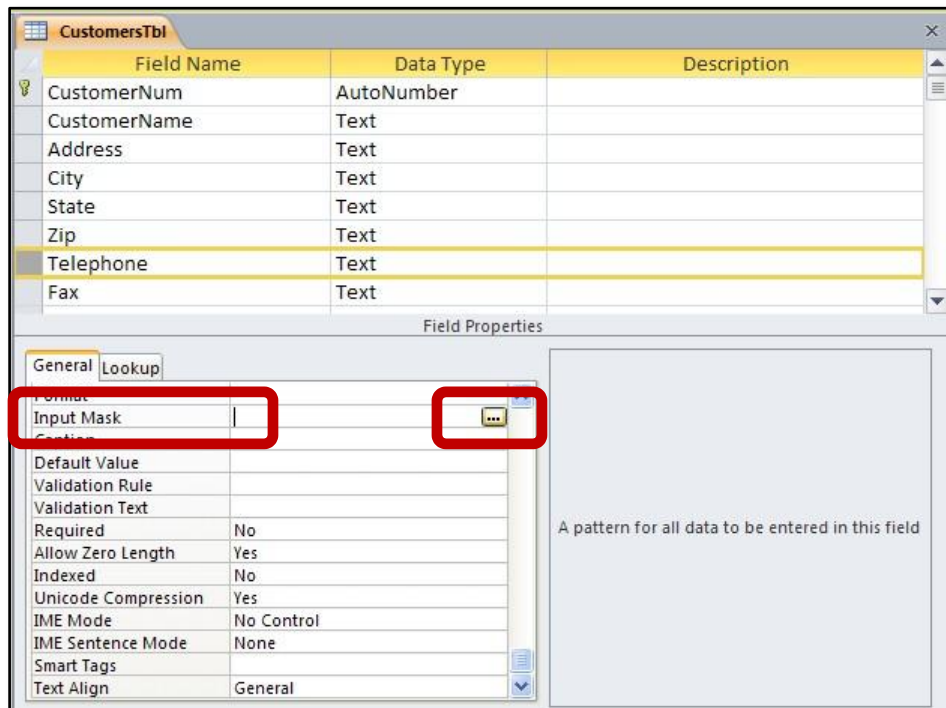 CustomersTbl
Field Name Data Type Description
CustomerNum AutoNumber
CustomerName Text
Address Text
City Text
State Text
Zip Text
Telephone Text
Fax Text
Field Properties
General Lookup
Format
Input Mask ...
Caption
Default Value
Validation Rule
Validation Text
Required No
Allow Zero Length Yes
Indexed No
Unicode Compression Yes
IME Mode No Control
IME Sentence Mode None
Smart Tags
Text Align General
A pattern for all data to be entered in this field